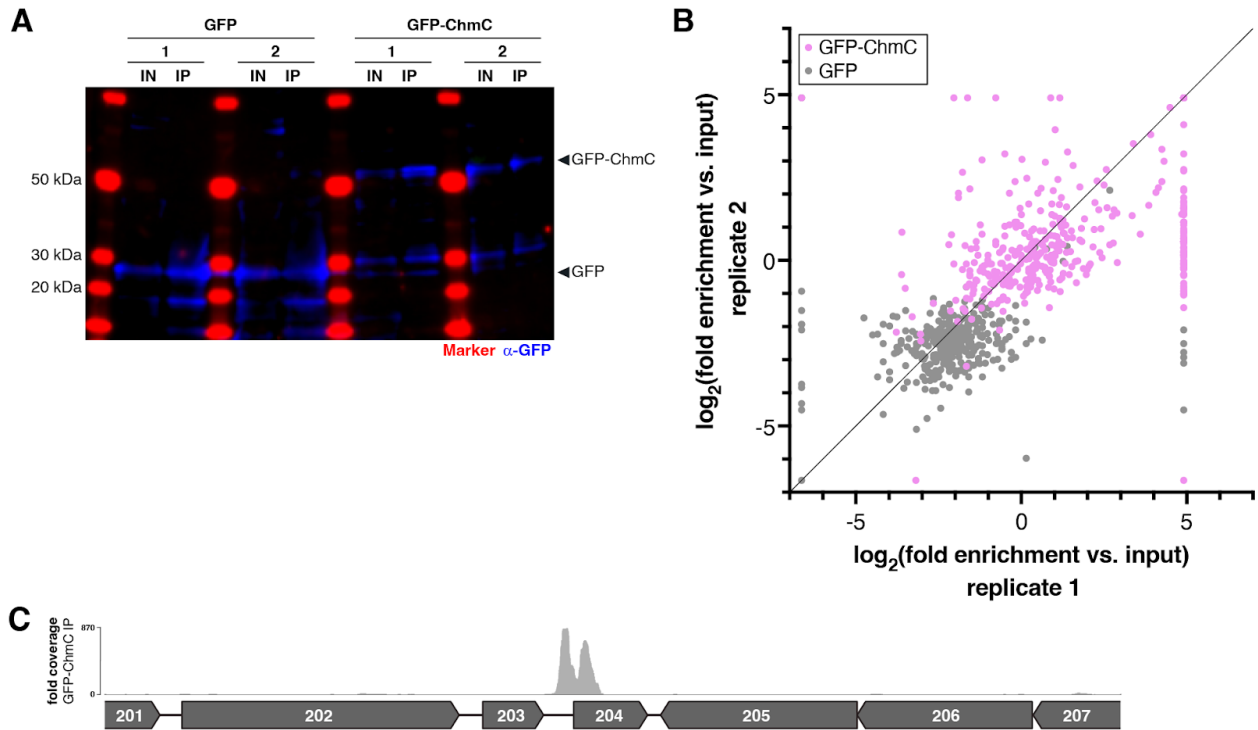 A
GFP
GFP-ChmC
1
2
1
2
IN
IP
IN
IP
IN
IP
IN
IP
GFP-ChmC
50 kDa
30 kDa
GFP
20 kDa
Marker α-GFP
B
GFP-ChmC
GFP
log2(fold enrichment vs. input)
replicate 2
5
0
-5
-5
0
5
log2(fold enrichment vs. input)
replicate 1
C
fold coverage
GFP-ChmC IP
870
0
201
202
203
204
205
206
207